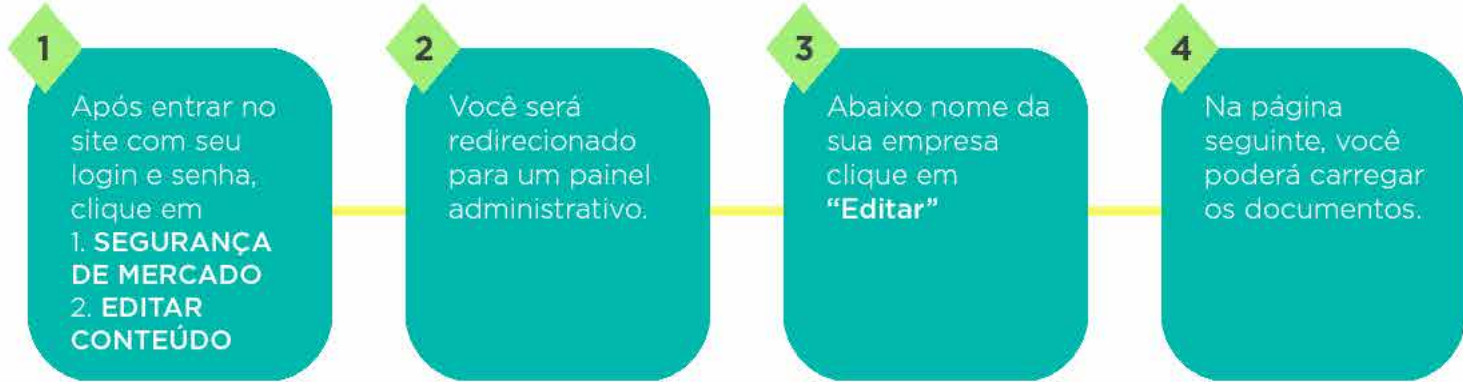 1
Após entrar no
site com seu
login e senha,
clique em
1. SEGURANÇA
DE MERCADO
2. EDITAR
CONTEÚDO
2
Você será
redirecionado
para um painel
administrativo.
3
Abaixo nome da
sua empresa
clique em
“Editar”
4
Na página
seguinte, você
poderá carregar
os documentos.